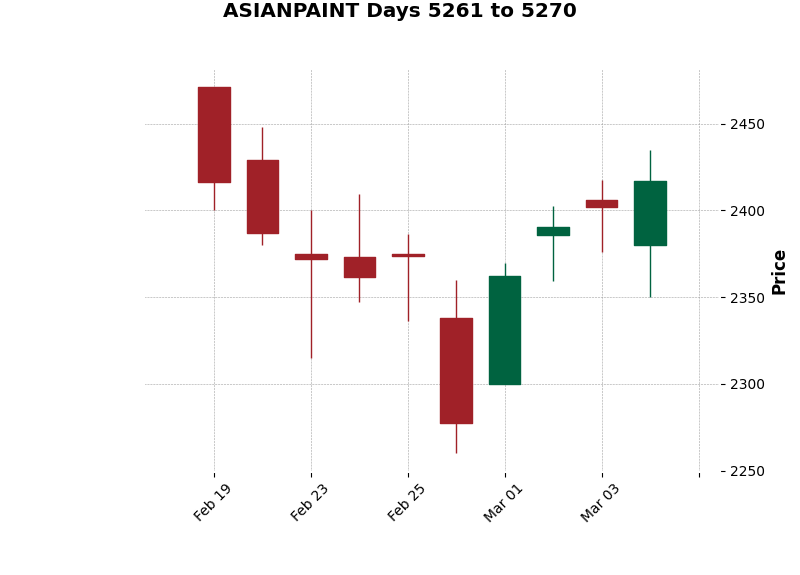 ASIANPAINT Days 5261 to 5270
2450
2400
2350
2300
2250
Price
Feb 19
Feb 23
Feb 25
Mar 01
Mar 03